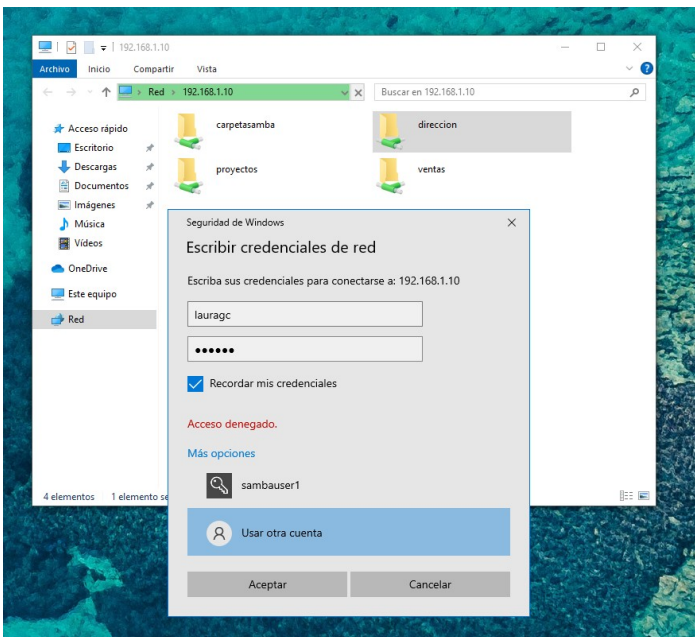 192.168.1.10
Archivo Inicio Compartir Vista
Red 192.168.1.10 Buscar en 192.168.1.10
Acceso rápido
Escritorio
Descargas
Documentos
Imágenes
Música
Vídeos
OneDrive
Este equipo
Red
carpetasamba direccion
proyectos ventas
4 elementos 1 elemento se
Seguridad de Windows
Escribir credenciales de red
Escriba sus credenciales para conectarse a: 192.168.1.10
lauragc
••••••
Recordar mis credenciales
Acceso denegado.
Más opciones
sambauser1
Usar otra cuenta
Aceptar Cancelar